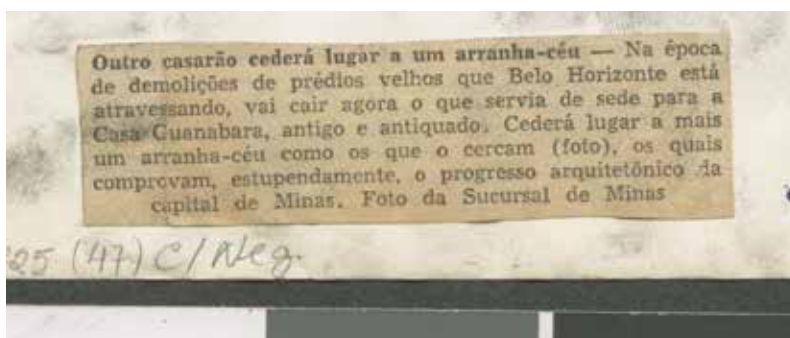 Outro casarão cederá lugar a um arranha-céu — Na época
de demolições de prédios velhos que Belo Horizonte está
atravessando, vai cair agora o que servia de sede para a
Casa Guanabara, antigo e antiquado. Cederá lugar a mais
um arranha-céu como os que o cercam (foto), os quais
comprovam, estupendamente, o progresso arquitetônico da
capital de Minas. Foto da Sucursal de Minas
25 (47) C/Neg.